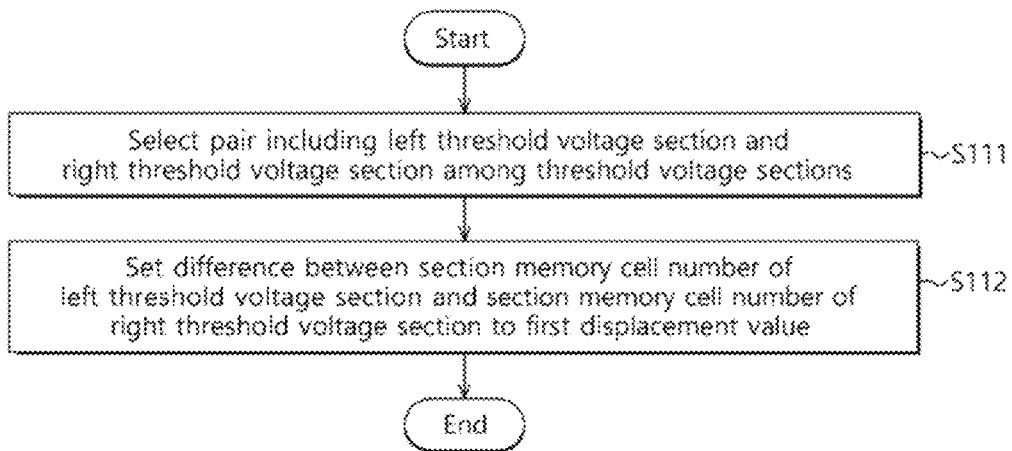 Start
Select pair including left threshold voltage section and
right threshold voltage section among threshold voltage sections
S111
Set difference between section memory cell number of
left threshold voltage section and section memory cell number of
right threshold voltage section to first displacement value
S112
End